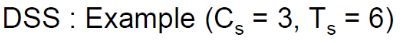 DSS : Example (Cₛ = 3, Tₛ = 6)